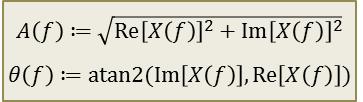 A(f) ≔ √(Re[X(f)]² + Im[X(f)]²)
θ(f) ≔ atan2(Im[X(f)], Re[X(f)])